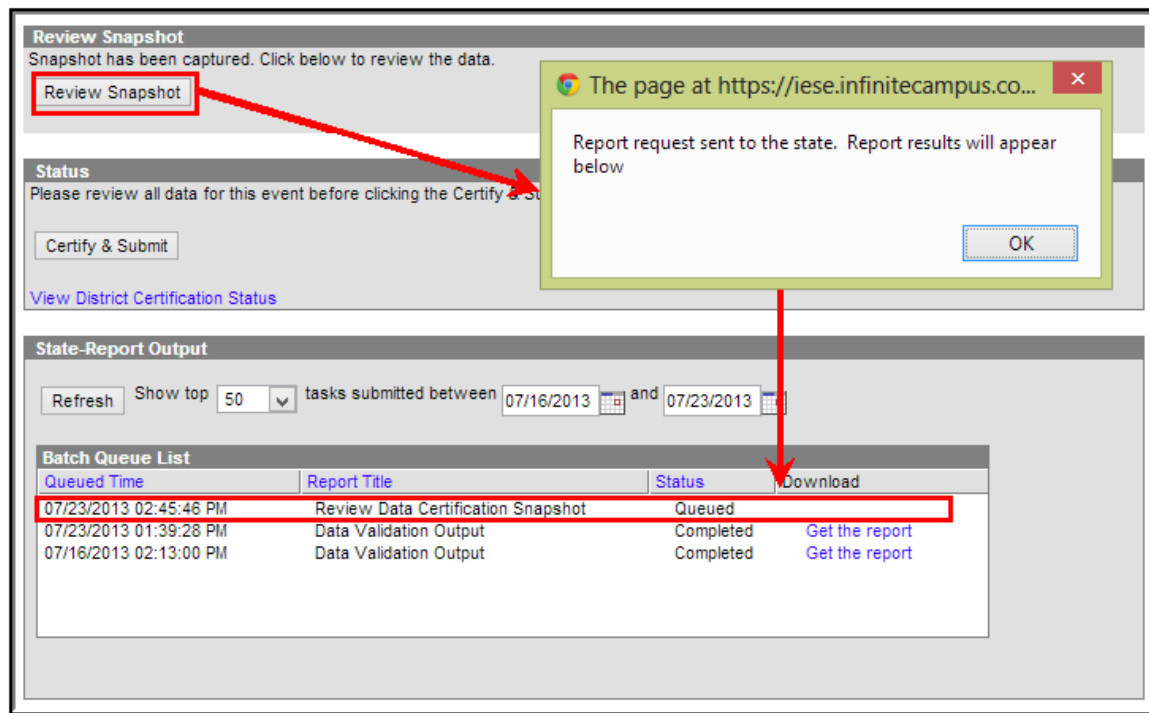 Review Snapshot
Snapshot has been captured. Click below to review the data.
Review Snapshot
The page at https://iese.infinitecampus.co...
Report request sent to the state. Report results will appear
below
OK
Status
Please review all data for this event before clicking the Certify &
Certify & Submit
View District Certification Status
State-Report Output
Refresh Show top 50 tasks submitted between 07/16/2013 and 07/23/2013
Batch Queue List
Queued Time Report Title Status Download
07/23/2013 02:45:46 PM Review Data Certification Snapshot Queued
07/23/2013 01:39:28 PM Data Validation Output Completed Get the report
07/16/2013 02:13:00 PM Data Validation Output Completed Get the report